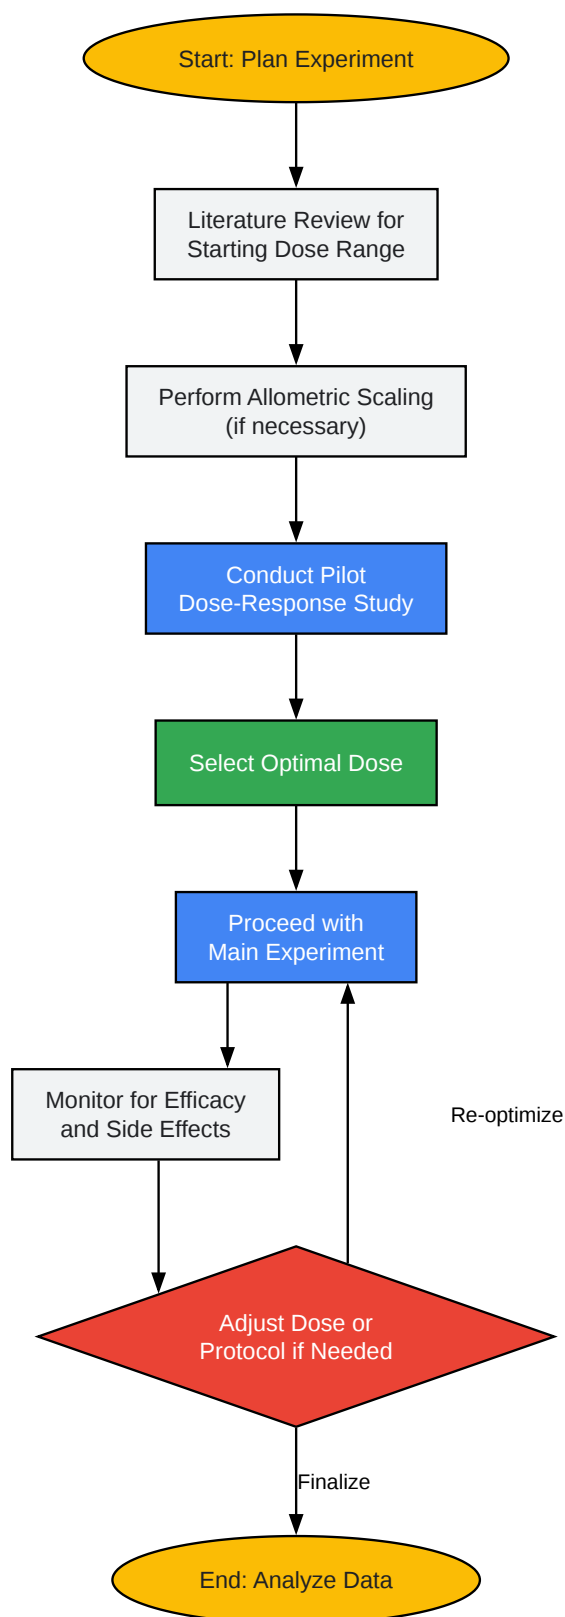 Start: Plan Experiment
Literature Review for
Starting Dose Range
Perform Allometric Scaling
(if necessary)
Conduct Pilot
Dose-Response Study
Select Optimal Dose
Proceed with
Main Experiment
Monitor for Efficacy
and Side Effects
Re-optimize
Adjust Dose or
Protocol if Needed
Finalize
End: Analyze Data